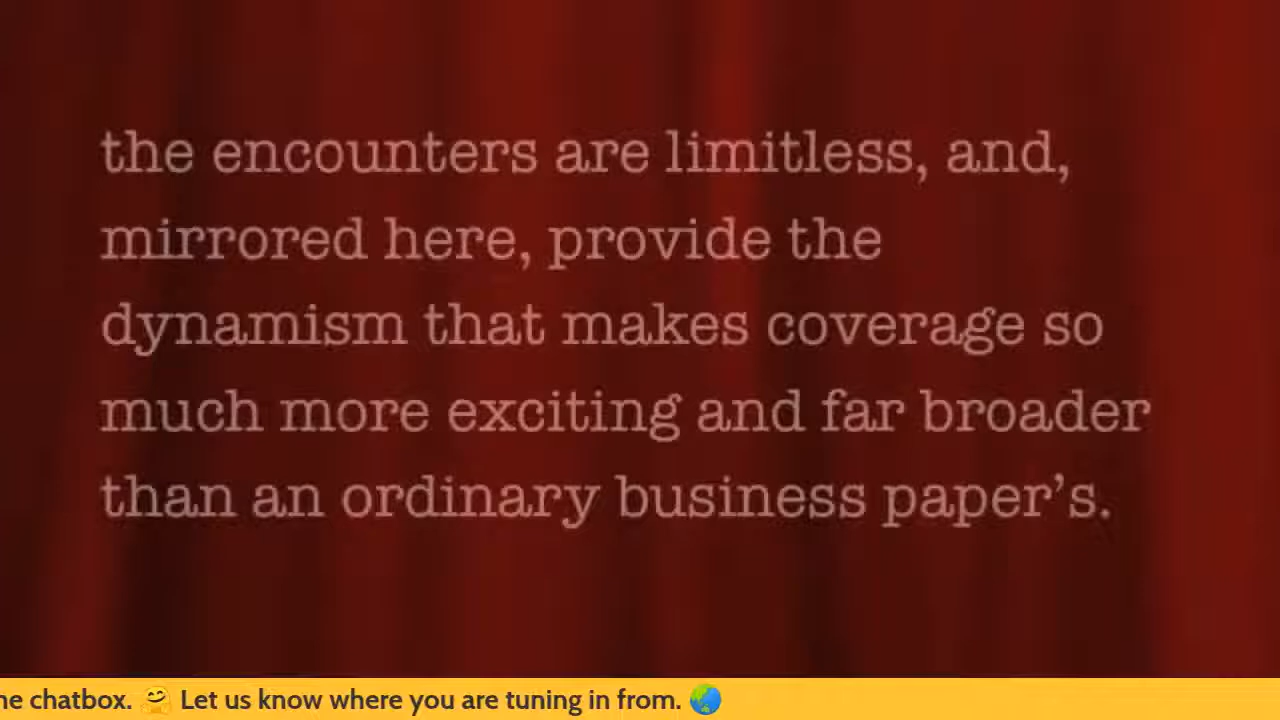 the encounters are limitless, and,
mirrored here, provide the
dynamism that makes coverage so
much more exciting and far broader
than an ordinary business paper’s.
chatbox. 🤗 Let us know where you are tuning in from. 🌏